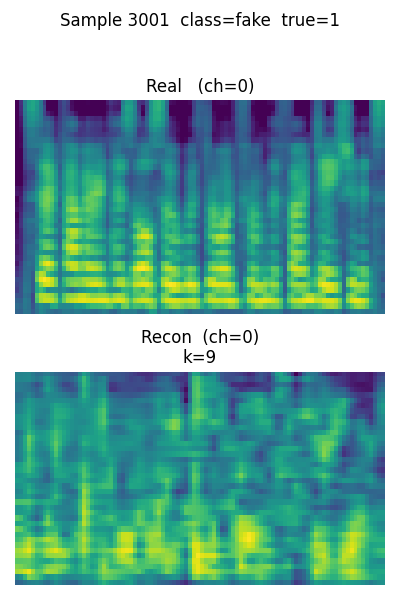 Sample 3001  class=fake  true=1
Real   (ch=0)
Recon  (ch=0)
k=9